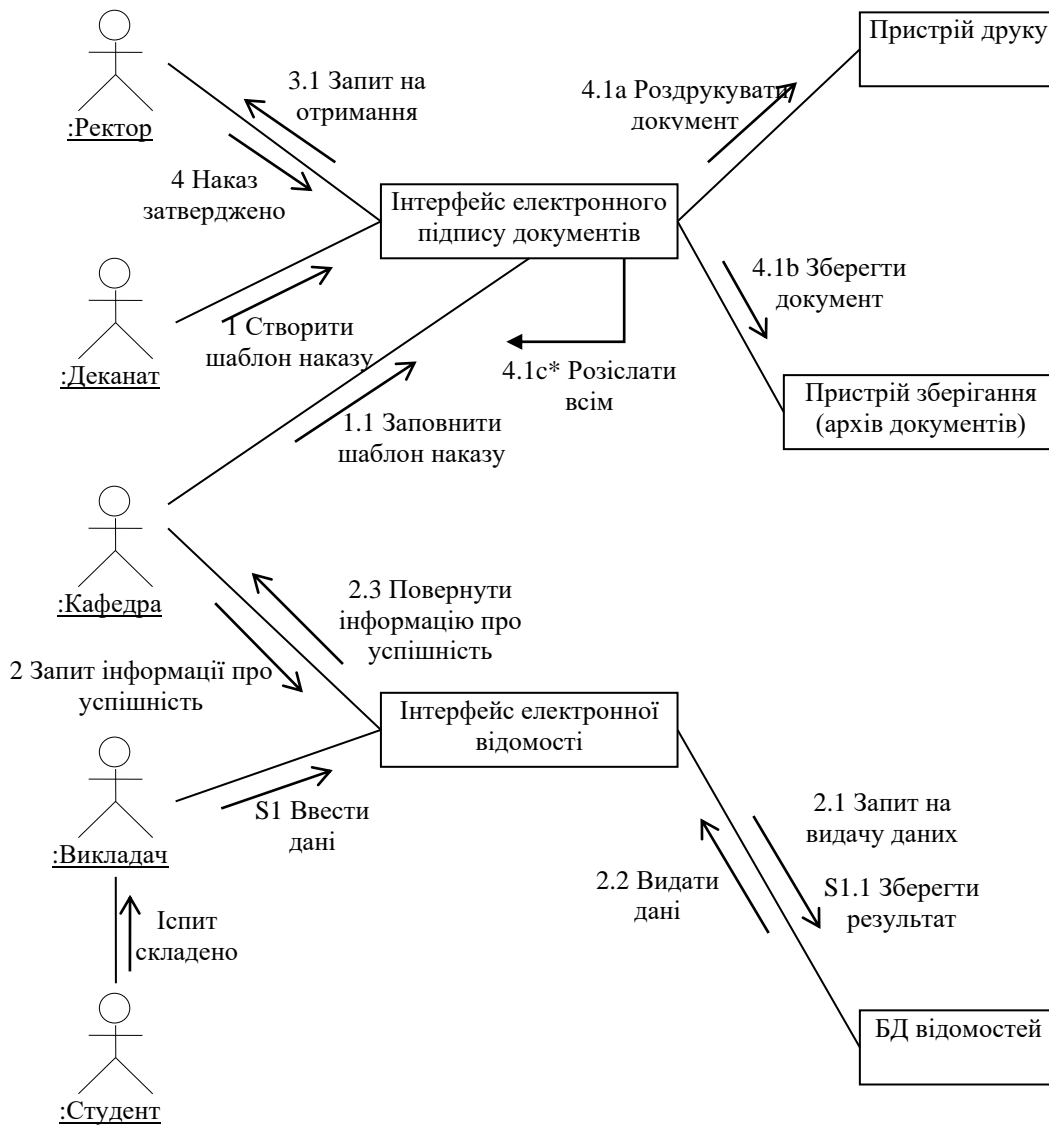 Пристрій друку
3.1 Запит на
отримання
4.1a Роздрукувати
документ
:Ректор
4 Наказ
затверджено
Інтерфейс електронного
підпису документів
4.1b Зберегти
документ
1 Створити
шаблон наказу
:Деканат
4.1c* Розіслати
всім
Пристрій зберігання
(архів документів)
1.1 Заповнити
шаблон наказу
:Кафедра
2.3 Повернути
інформацію про
успішність
2 Запит інформації про
успішність
Інтерфейс електронної
відомості
S1 Ввести
дані
:Викладач
2.1 Запит на
видачу даних
2.2 Видати
дані
S1.1 Зберегти
результат
Іспит
складено
БД відомостей
:Студент